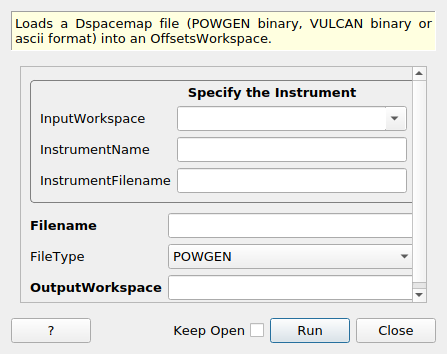 Loads a Dspacemap file (POWGEN binary, VULCAN binary or
ascii format) into an OffsetsWorkspace.
Specify the Instrument
InputWorkspace
InstrumentName
InstrumentFilename
Filename
FileType POWGEN
OutputWorkspace
? Keep Open Run Close